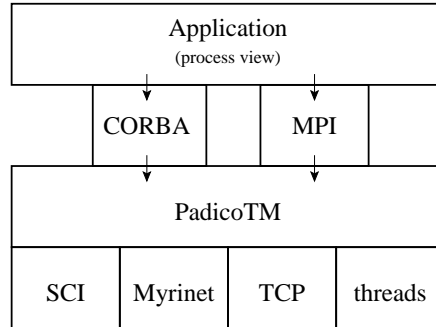 Application
(process view)
CORBA MPI
PadicoTM
SCI Myrinet TCP threads